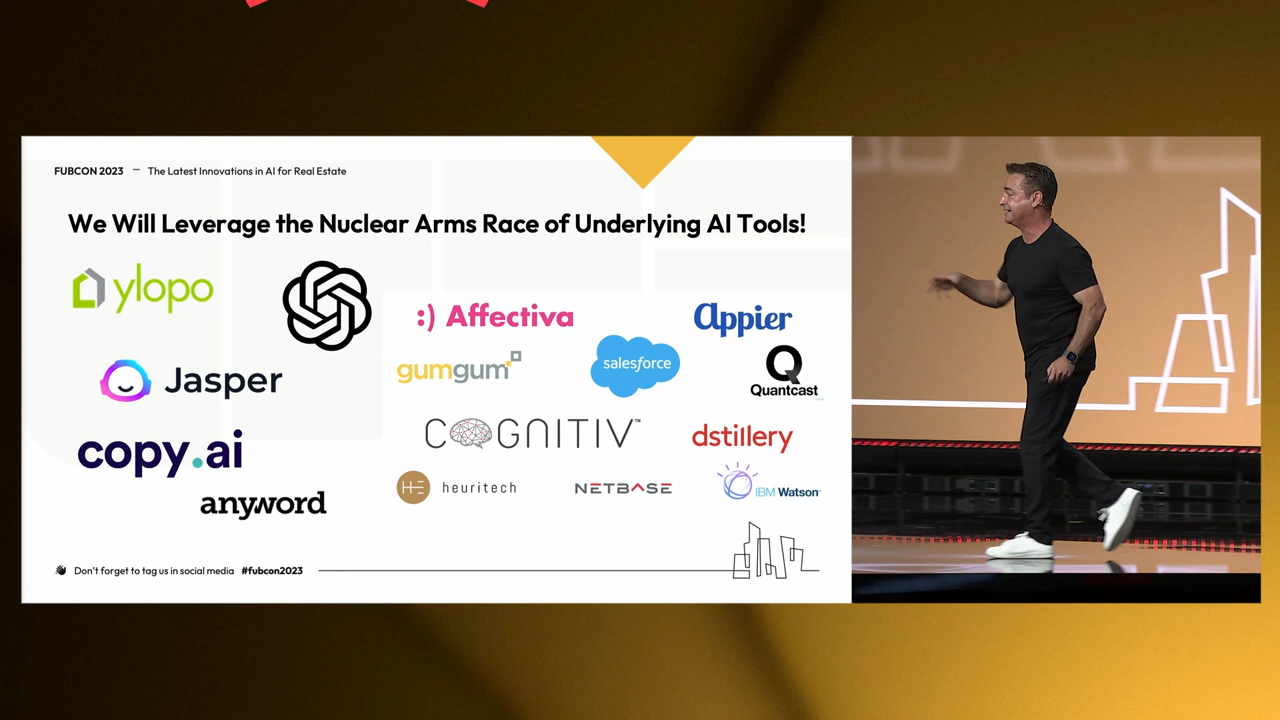 FUBCON 2023 — The Latest Innovations in AI for Real Estate
We Will Leverage the Nuclear Arms Race of Underlying AI Tools!
ylopo
:) Affectiva
appier
gumgum
salesforce
Quantcast
Jasper
COGNITIV™
dstillery
copy.ai
heuritech
NETBASE
IBM Watson
anyword
Don't forget to tag us in social media #fubcon2023